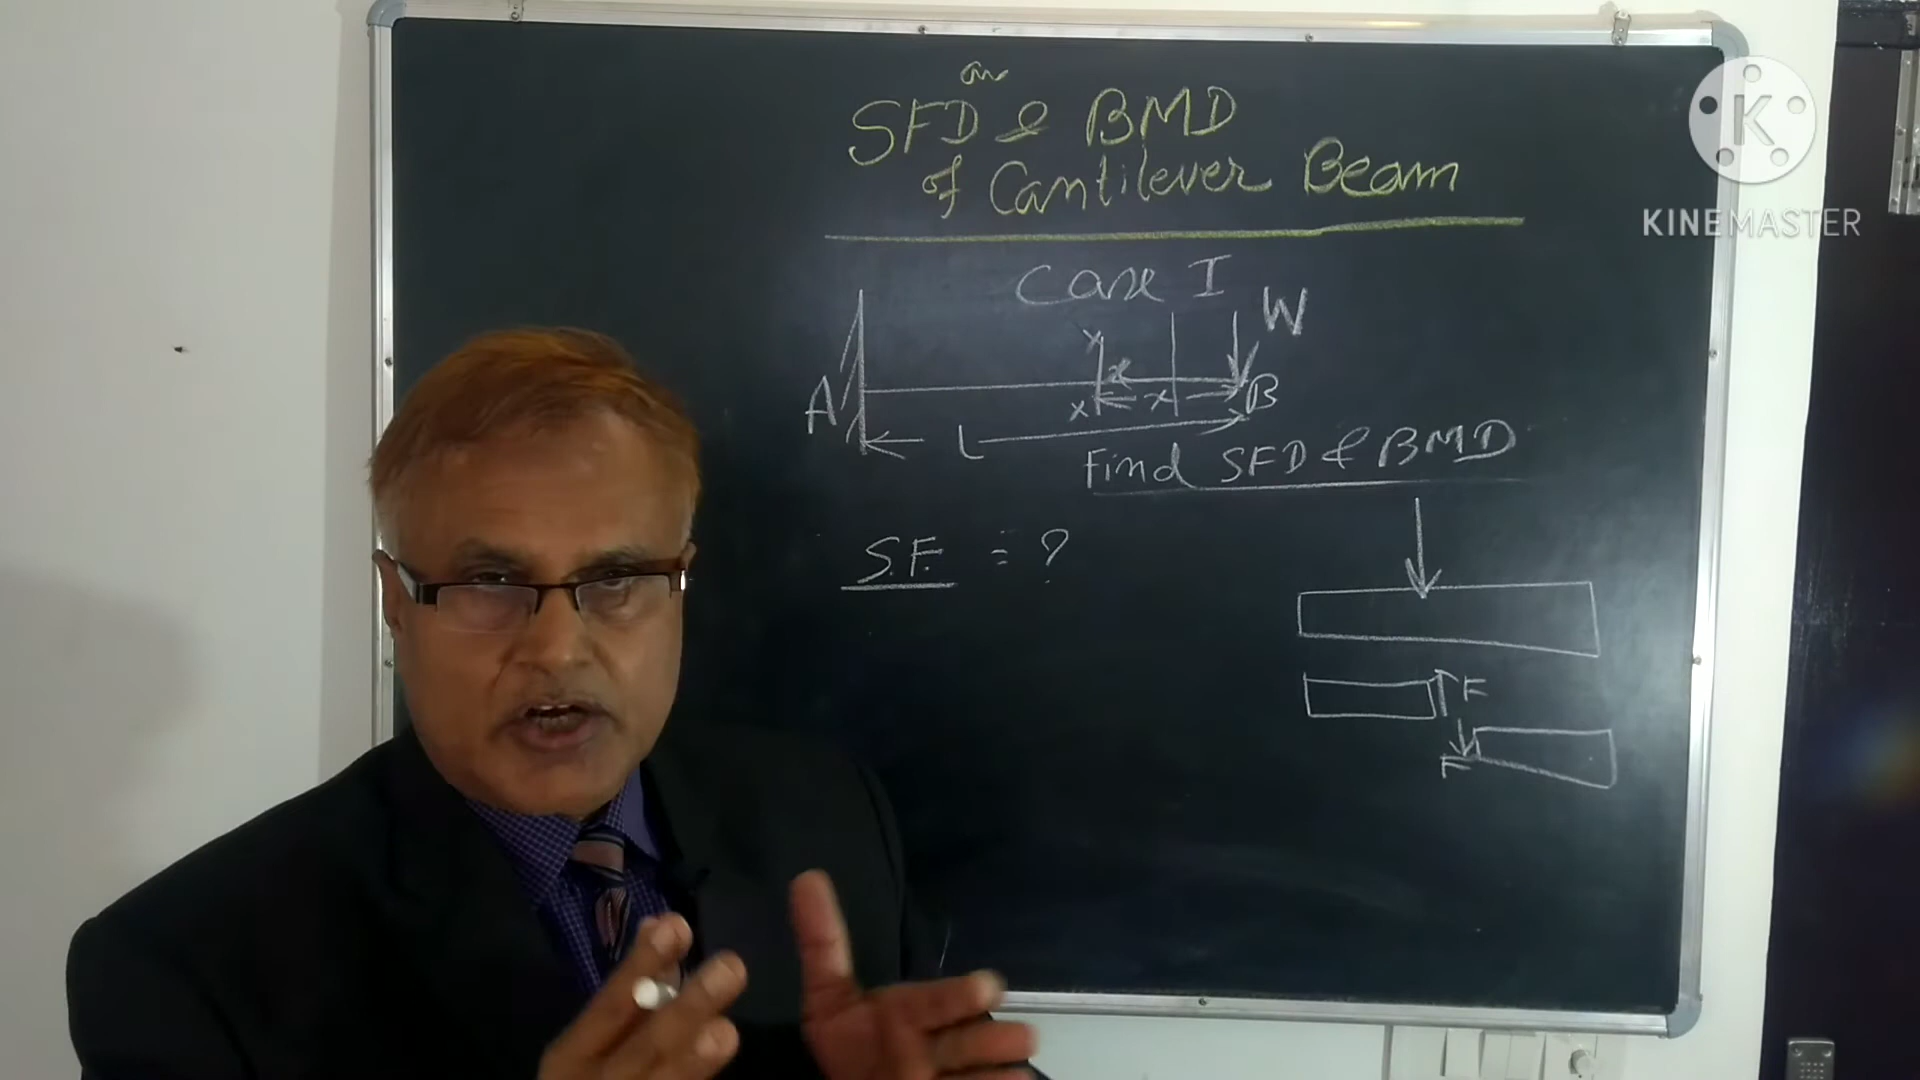 on
SFD & BMD
of Cantilever Beam
Case I
W
x
x
A
x
x
B
L
Find SFD & BMD
S.F. = ?
F
F
K
KINEMASTER